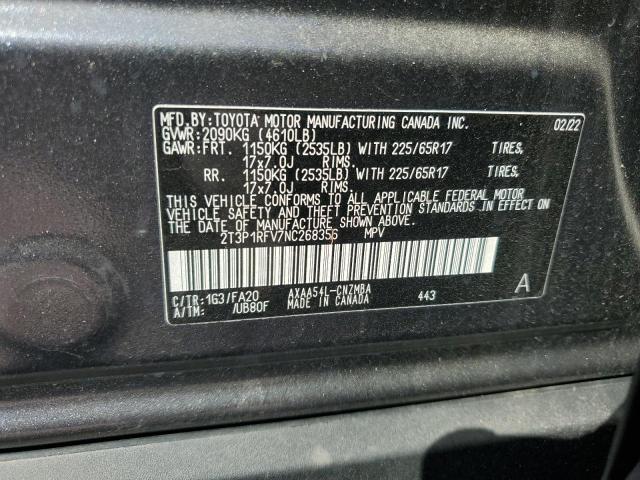 MFD.BY:TOYOTA MOTOR MANUFACTURING CANADA INC. 02/22
GVWR:2090KG (4610LB)
GAWR:FRT. 1150KG (2535LB) WITH 225/65R17 TIRES,
17x7.0J RIMS.
RR. 1150KG (2535LB) WITH 225/65R17 TIRES,
17x7.0J RIMS.
THIS VEHICLE CONFORMS TO ALL APPLICABLE FEDERAL MOTOR
VEHICLE SAFETY AND THEFT PREVENTION STANDARDS IN EFFECT ON
THE DATE OF MANUFACTURE SHOWN ABOVE.
2T3P1RFV7NC268356 MPV
C/TR:1G3/FA20 AXAA54L-CNZMBA 443 A
A/TM: /UB80F MADE IN CANADA